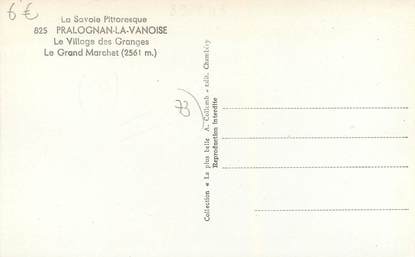 6€
La Savoie Pittoresque
825 PRALOGNAN-LA-VANOISE
Le Village des Granges
Le Grand Marchet (2561 m.)
73
Collection « La plus belle A. Collomb « Edit. Chambéry
Reproduction Interdite